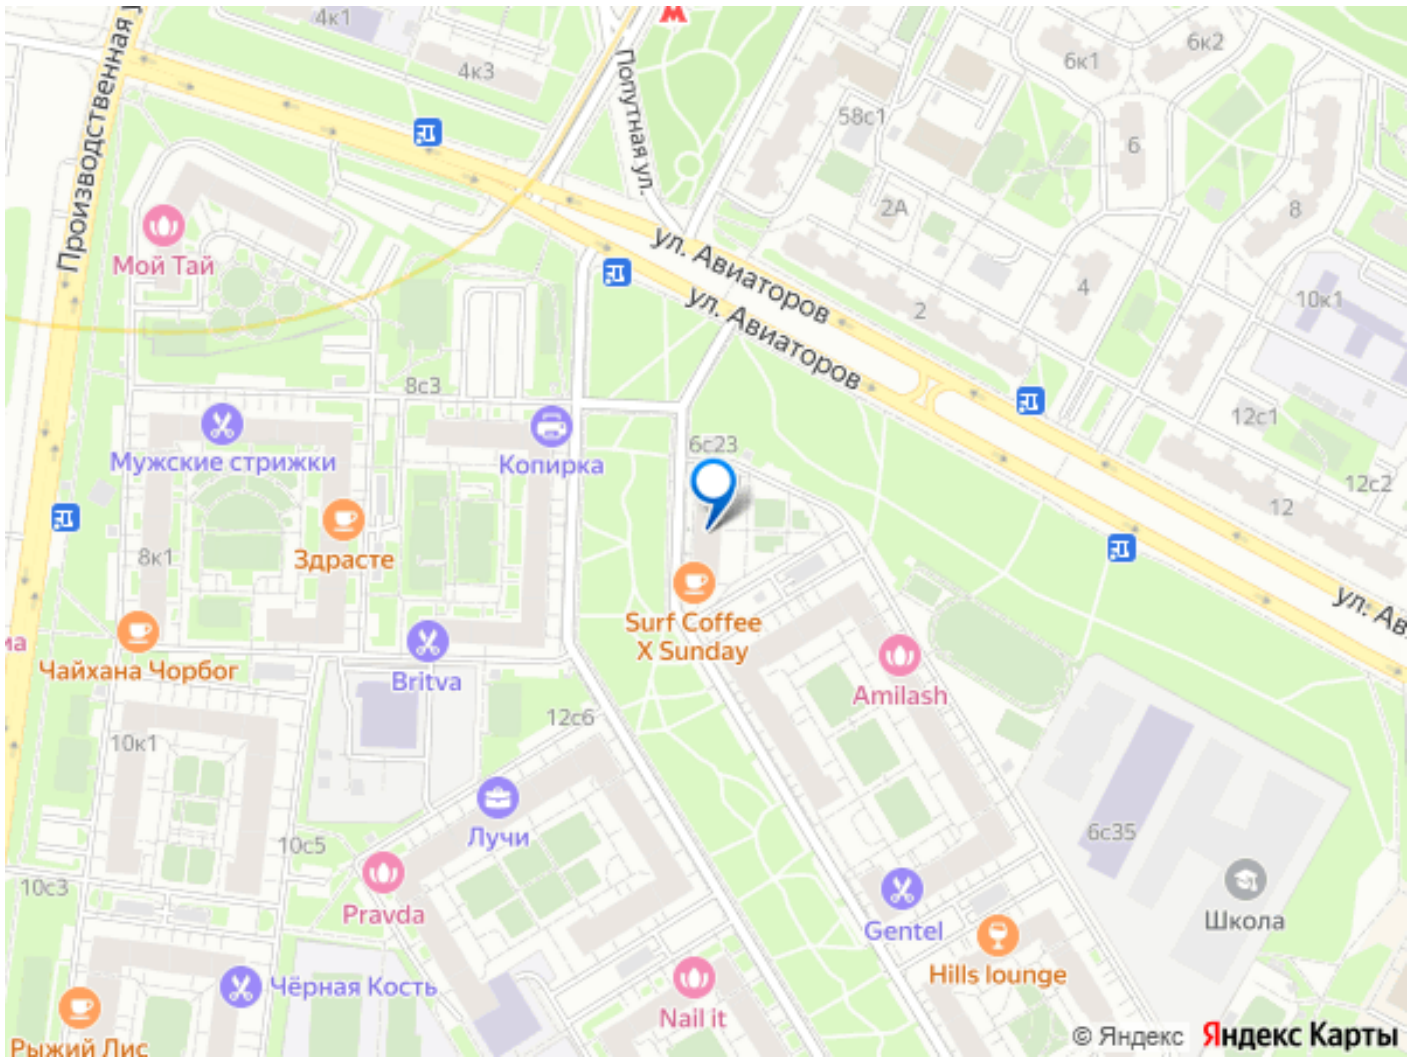 4к1
М
6к2
6к1
4к3
Производственная
Попутная ул.
58с1
6
2А
8
ул. Авиаторов
Мой Тай
4
10к1
ул. Авиаторов
2
8с3
12с1
6с23
Мужские стрижки
Копирка
12с2
12
8к1
Здрасте
ул. Ав
Surf Coffee
X Sunday
Чайхана Чорбог
Britva
Amilash
12с6
10к1
Лучи
6с35
10с5
10с3
Pravda
Школа
Gentel
Hills lounge
Чёрная Кость
Nail it
Рыжий Лис
© Яндекс Яндекс Карты